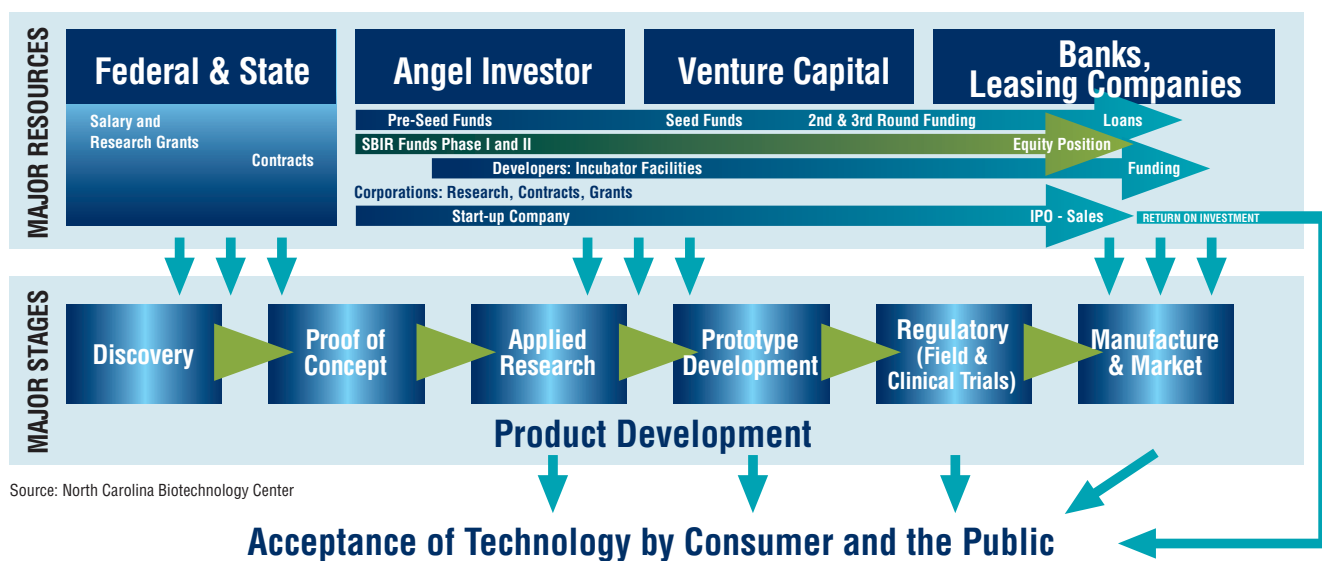 MAJOR RESOURCES
Federal & State
Angel Investor
Venture Capital
Banks,
Leasing Companies
Salary and
Research Grants
Contracts
Pre-Seed Funds
Seed Funds
2nd & 3rd Round Funding
Loans
SBIR Funds Phase I and II
Equity Position
Developers: Incubator Facilities
Funding
Corporations: Research, Contracts, Grants
Start-up Company
IPO - Sales
RETURN ON INVESTMENT
MAJOR STAGES
Discovery
Proof of
Concept
Applied
Research
Prototype
Development
Regulatory
(Field &
Clinical Trials)
Manufacture
& Market
Product Development
Source: North Carolina Biotechnology Center
Acceptance of Technology by Consumer and the Public